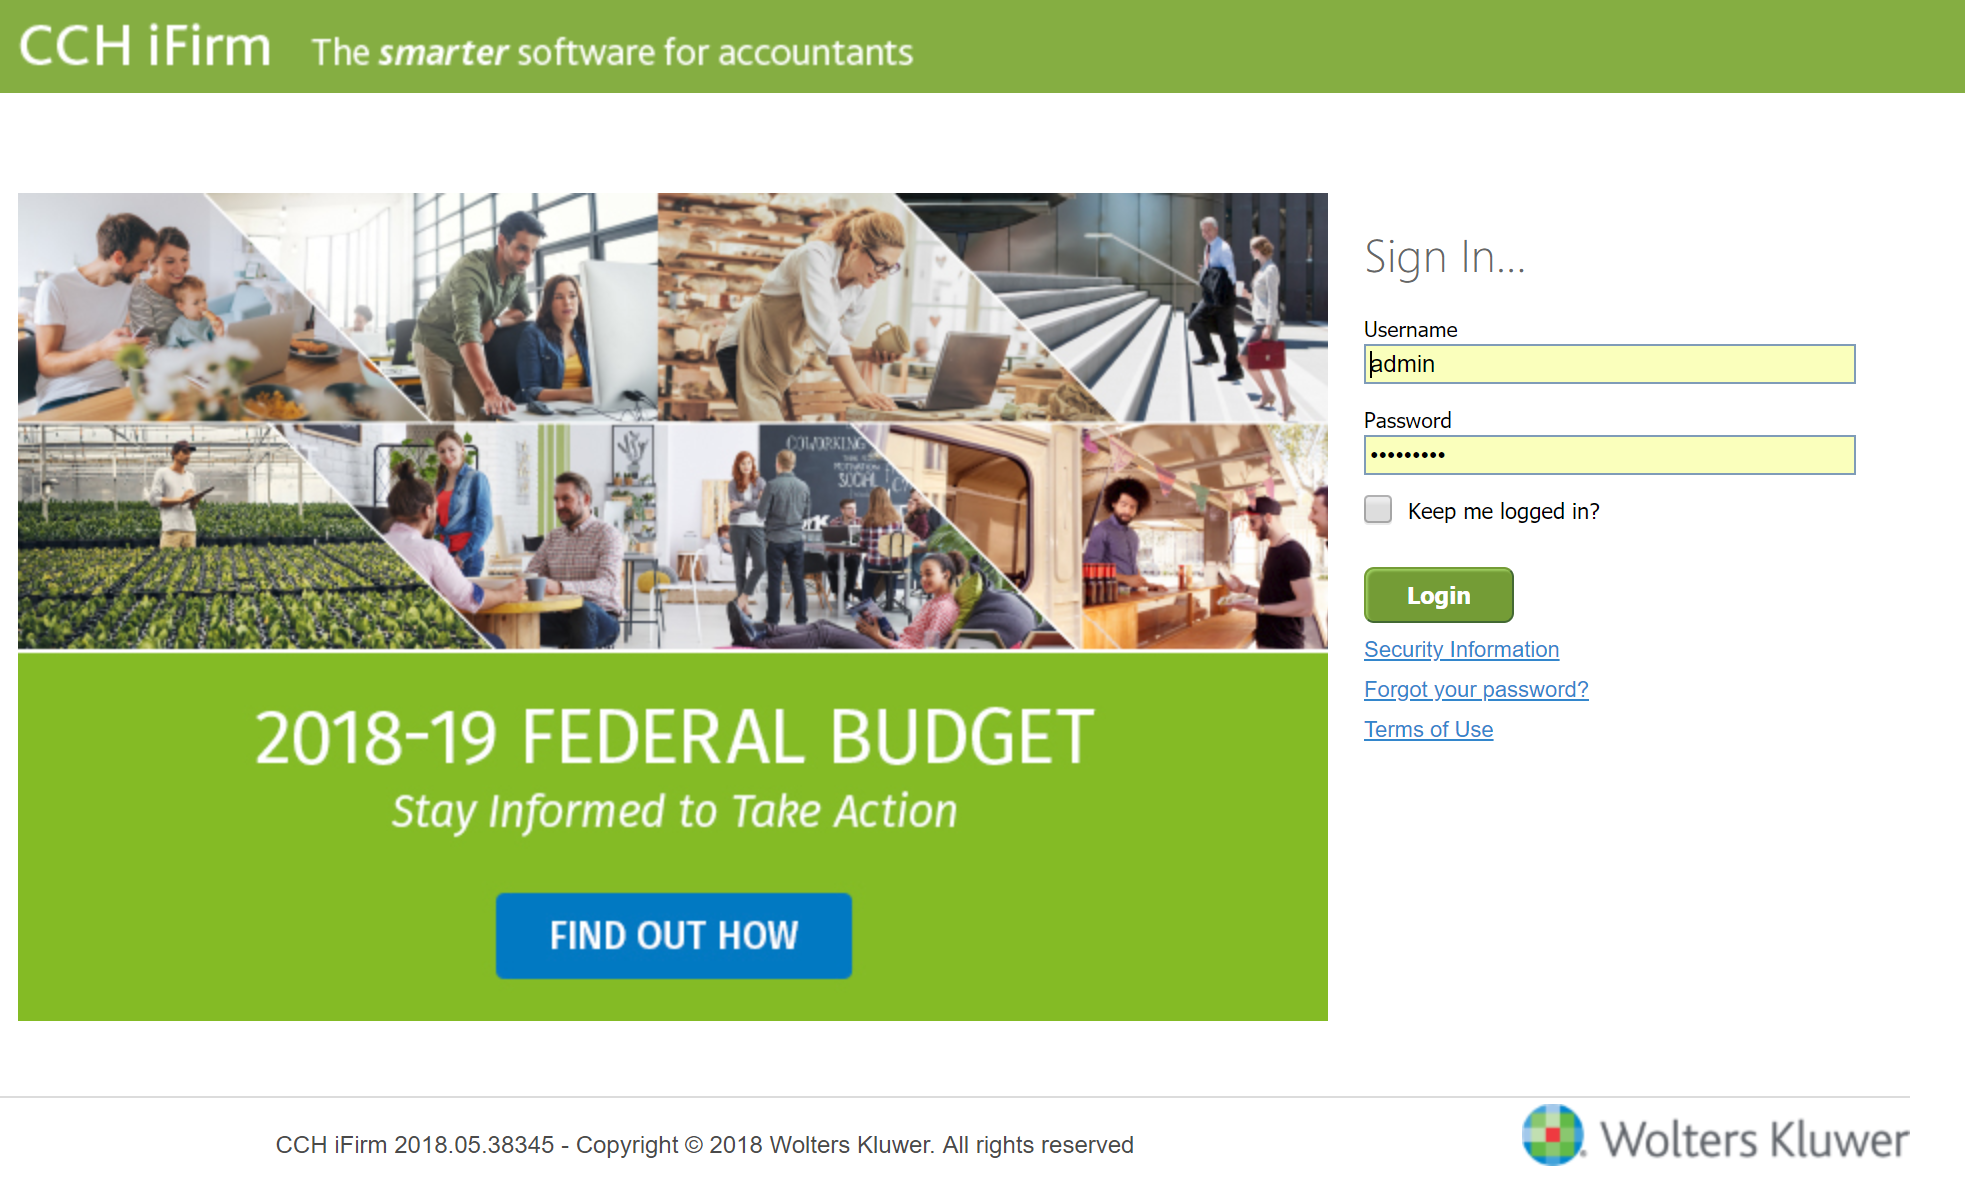 CCH iFirm The smarter software for accountants
COWORKING
SOCIAL
2018-19 FEDERAL BUDGET
Stay Informed to Take Action
FIND OUT HOW
Sign In...
Username
admin
Password
•••••••••
Keep me logged in?
Login
Security Information
Forgot your password?
Terms of Use
CCH iFirm 2018.05.38345 - Copyright © 2018 Wolters Kluwer. All rights reserved
Wolters Kluwer